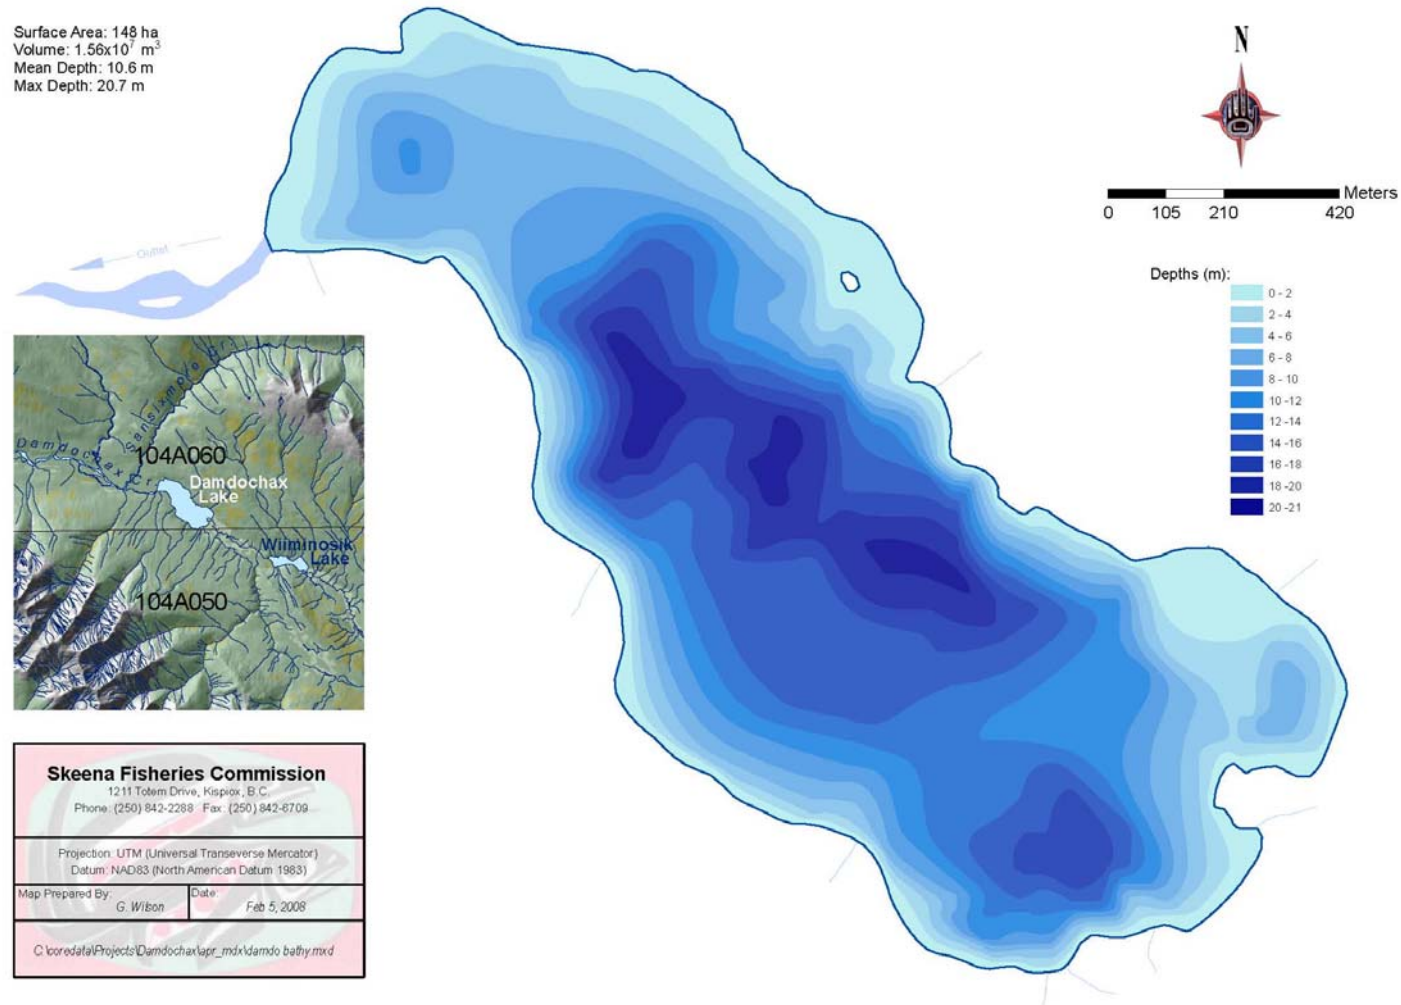 Surface Area: 148 ha
Volume: 1.56x10⁷ m³
Mean Depth: 10.6 m
Max Depth: 20.7 m
N
Meters
0 105 210 420
Outlet
Depths (m):
0 - 2
2 - 4
4 - 6
6 - 8
8 - 10
10 -12
12 -14
14 -16
16 -18
18 -20
20 -21
Sansixmple Cr.
Damdochax Cr.
104A060
Damdochax
Lake
Wiiminosik
Lake
104A050
Skeena Fisheries Commission
1211 Totem Drive, Kispiox, B.C.
Phone: (250) 842-2288 Fax: (250) 842-6709
Projection: UTM (Universal Transeverse Mercator)
Datum: NAD83 (North American Datum 1983)
Map Prepared By: G. Wilson
Date: Feb 5, 2008
C:\coredata\Projects\Damdochax\apr_mdx\damdo bathy.mxd